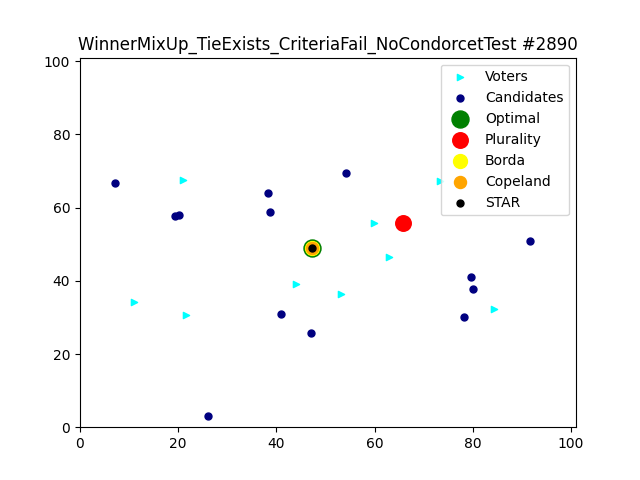 WinnerMixUp_TieExists_CriteriaFail_NoCondorcetTest #2890
Voters
Candidates
Optimal
Plurality
Borda
Copeland
STAR
100
80
60
40
20
0
0 20 40 60 80 100